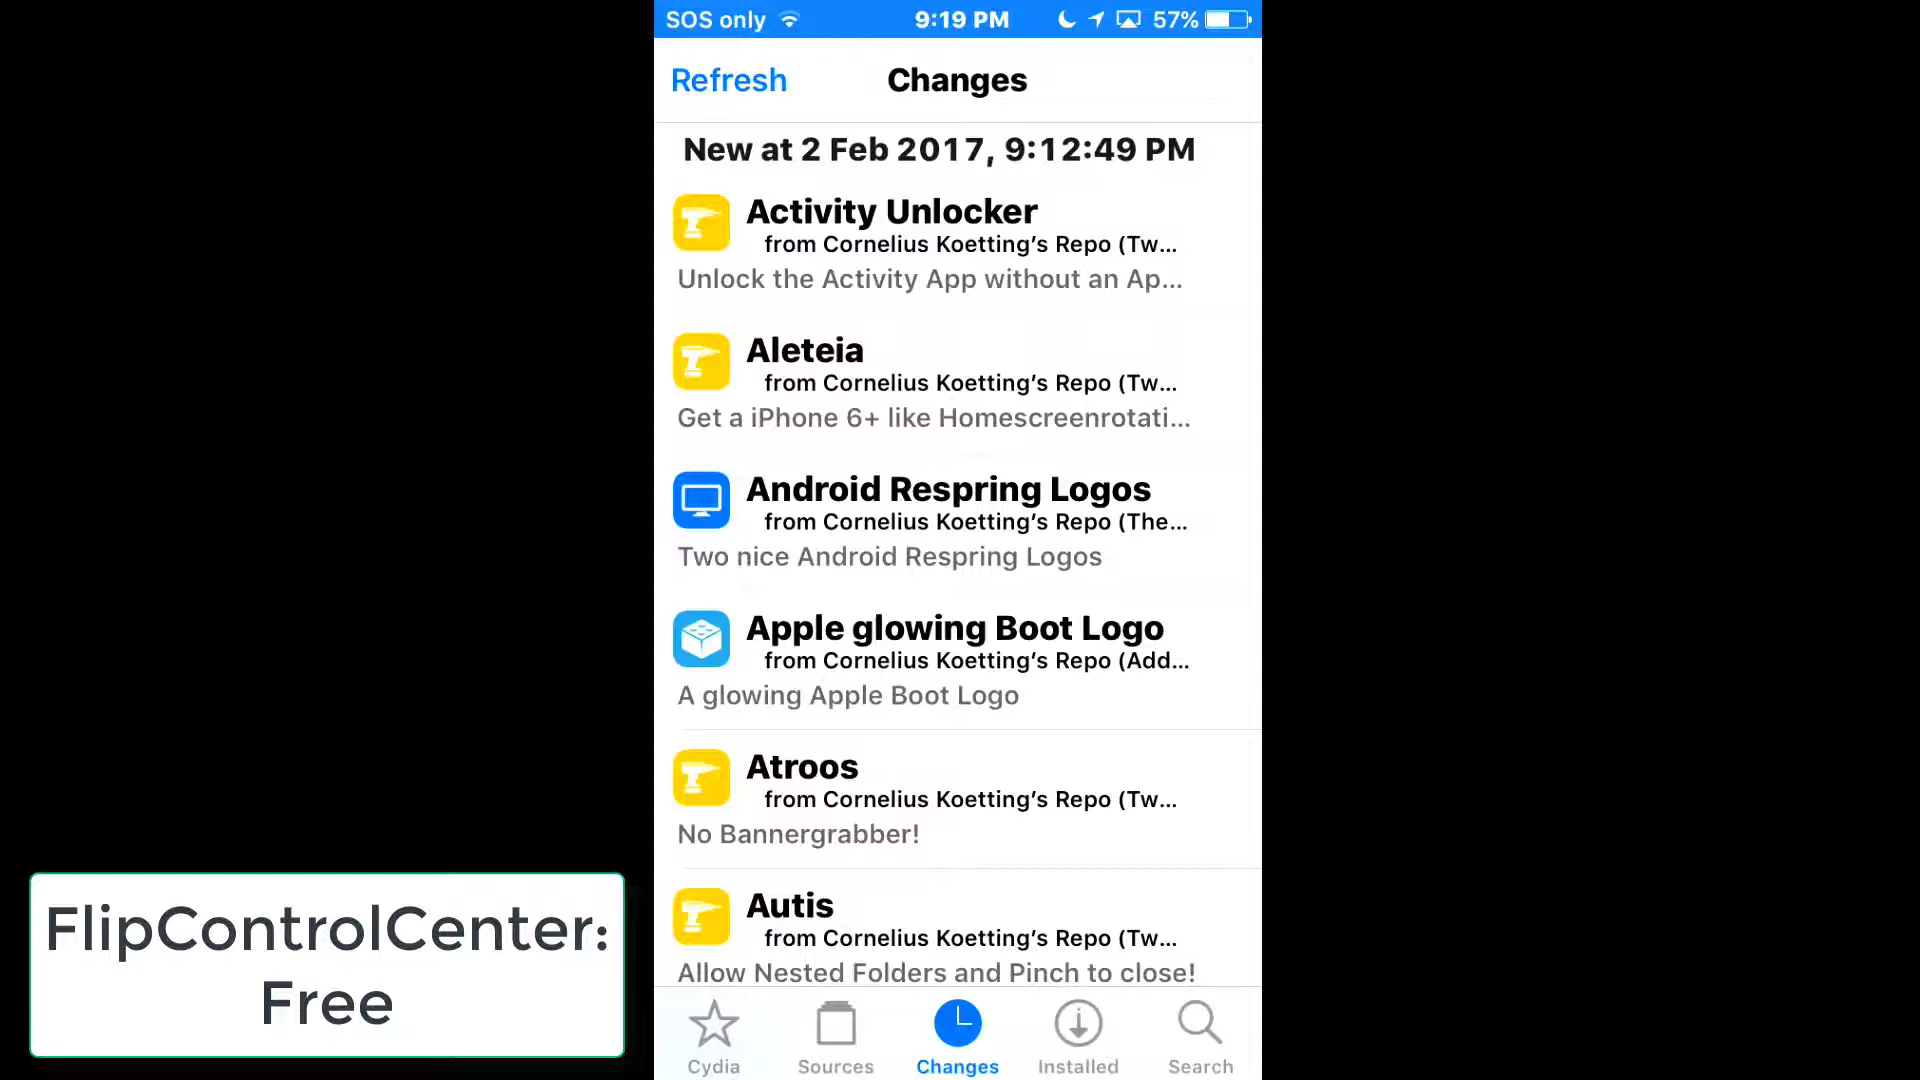 SOS only 9:19 PM 57%
Refresh Changes
New at 2 Feb 2017, 9:12:49 PM
Activity Unlocker
from Cornelius Koetting’s Repo (Tw...
Unlock the Activity App without an Ap...
Aleteia
from Cornelius Koetting’s Repo (Tw...
Get a iPhone 6+ like Homescreenrotati...
Android Respring Logos
from Cornelius Koetting’s Repo (The...
Two nice Android Respring Logos
Apple glowing Boot Logo
from Cornelius Koetting’s Repo (Add...
A glowing Apple Boot Logo
Atroos
from Cornelius Koetting’s Repo (Tw...
No Bannergrabber!
Autis
from Cornelius Koetting’s Repo (Tw...
Allow Nested Folders and Pinch to close!
Cydia Sources Changes Installed Search
FlipControlCenter:
Free